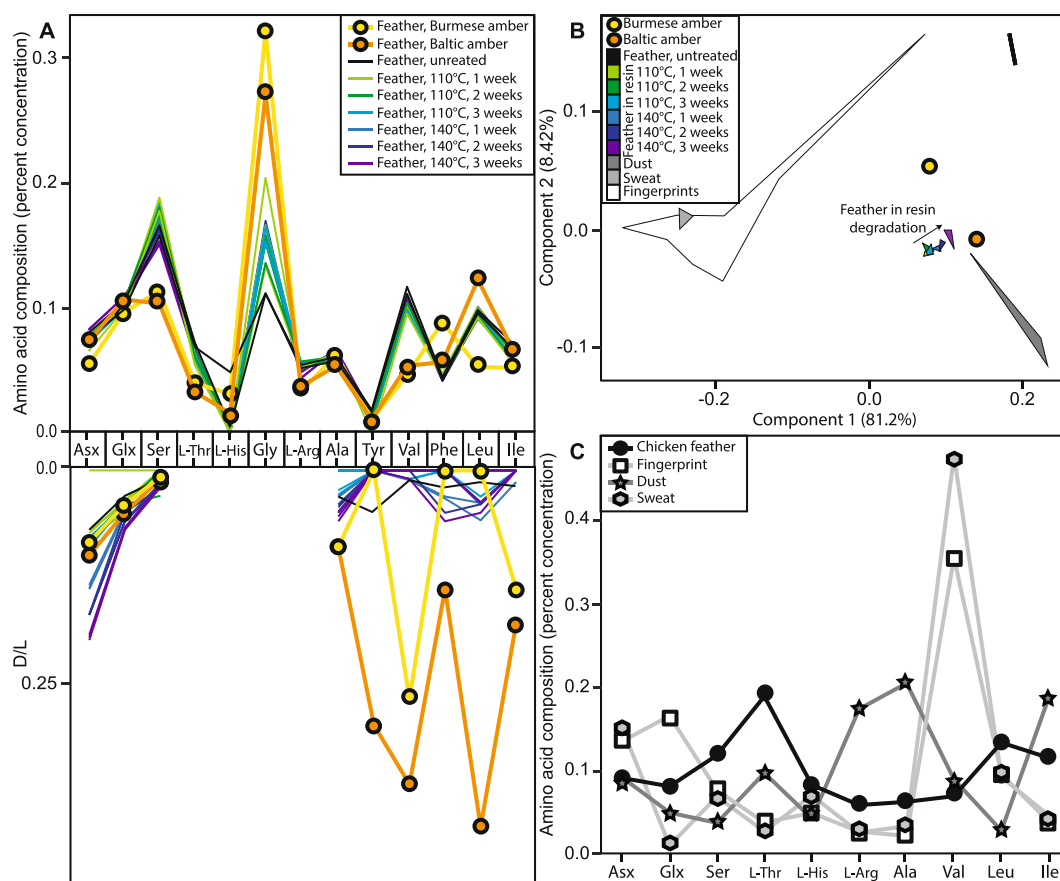 A
Feather, Burmese amber
Feather, Baltic amber
Feather, unreated
Feather, 110°C, 1 week
Feather, 110°C, 2 weeks
Feather, 110°C, 3 weeks
Feather, 140°C, 1 week
Feather, 140°C, 2 weeks
Feather, 140°C, 3 weeks
Amino acid composition (percent concentration)
0.3
0.2
0.1
0.0
Asx Glx Ser L-Thr L-His Gly L-Arg Ala Tyr Val Phe Leu Ile
0.0
0.25
D/L
B
Burmese amber
Baltic amber
Feather, untreated
Feather in resin
110°C, 1 week
110°C, 2 weeks
110°C, 3 weeks
140°C, 1 week
140°C, 2 weeks
140°C, 3 weeks
Dust
Sweat
Fingerprints
Component 2 (8.42%)
0.1
0.0
-0.1
Feather in resin
degradation
-0.2 0.0 0.2
Component 1 (81.2%)
C
Chicken feather
Fingerprint
Dust
Sweat
Amino acid composition (percent concentration)
0.4
0.3
0.2
0.1
0.0
Asx Glx Ser L-Thr L-His L-Arg Ala Val Leu Ile